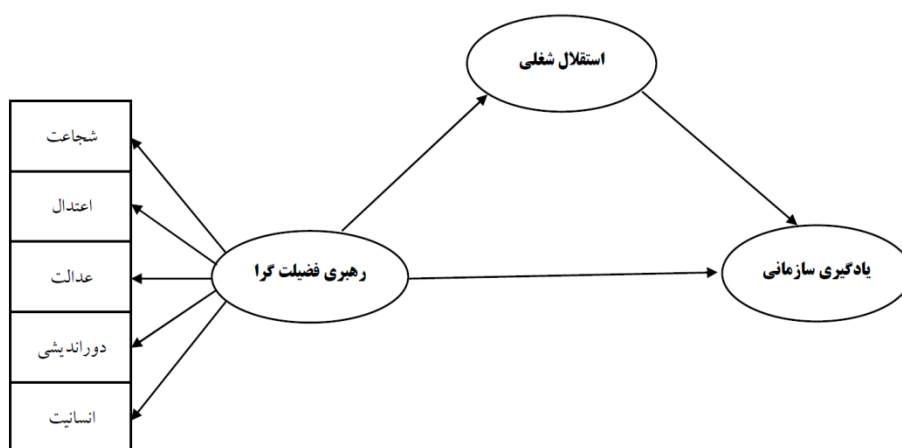 استقلال شغلی
شجاعت
اعتدال
عدالت
دوراندیشی
انسانیت
رهبری فضیلت گرا
یادگیری سازمانی